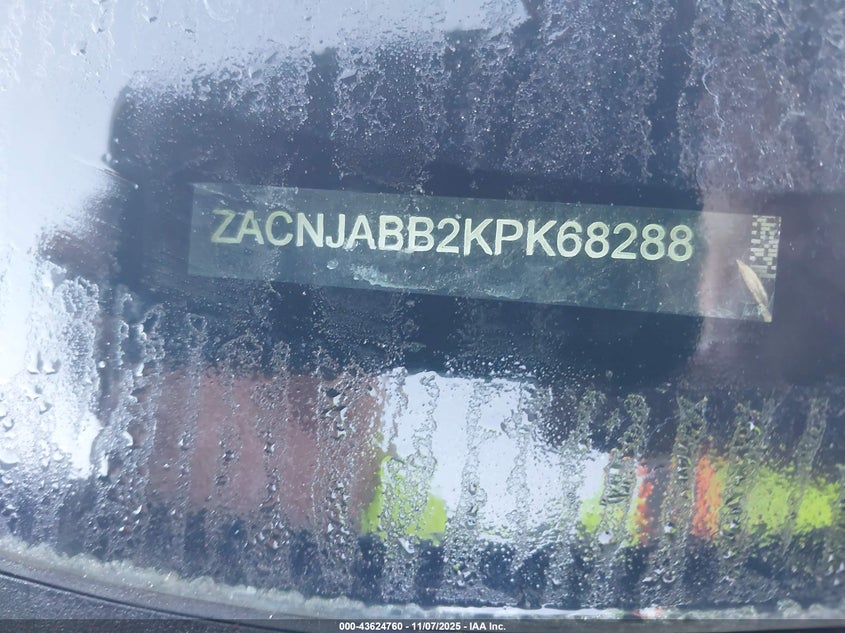 ZACNJABB2KPK68288
000-43624760 - 11/07/2025 - IAA Inc.